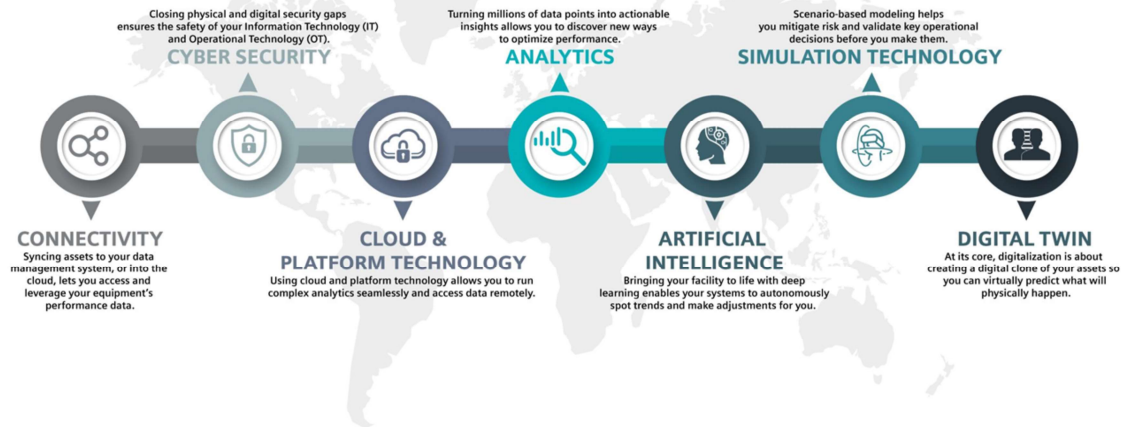 Closing physical and digital security gaps
ensures the safety of your Information Technology (IT)
and Operational Technology (OT).
CYBER SECURITY
Turning millions of data points into actionable
insights allows you to discover new ways
to optimize performance.
ANALYTICS
Scenario-based modeling helps
you mitigate risk and validate key operational
decisions before you make them.
SIMULATION TECHNOLOGY
CONNECTIVITY
Syncing assets to your data
management system, or into the
cloud, lets you access and
leverage your equipment's
performance data.
CLOUD &
PLATFORM TECHNOLOGY
Using cloud and platform technology allows you to run
complex analytics seamlessly and access data remotely.
ARTIFICIAL
INTELLIGENCE
Bringing your facility to life with deep
learning enables your systems to autonomously
spot trends and make adjustments for you.
DIGITAL TWIN
At its core, digitalization is about
creating a digital clone of your assets so
you can virtually predict what will
physically happen.